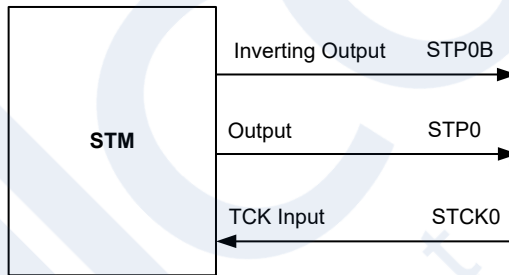 Inverting Output STP0B
STM
Output STP0
TCK Input STCK0